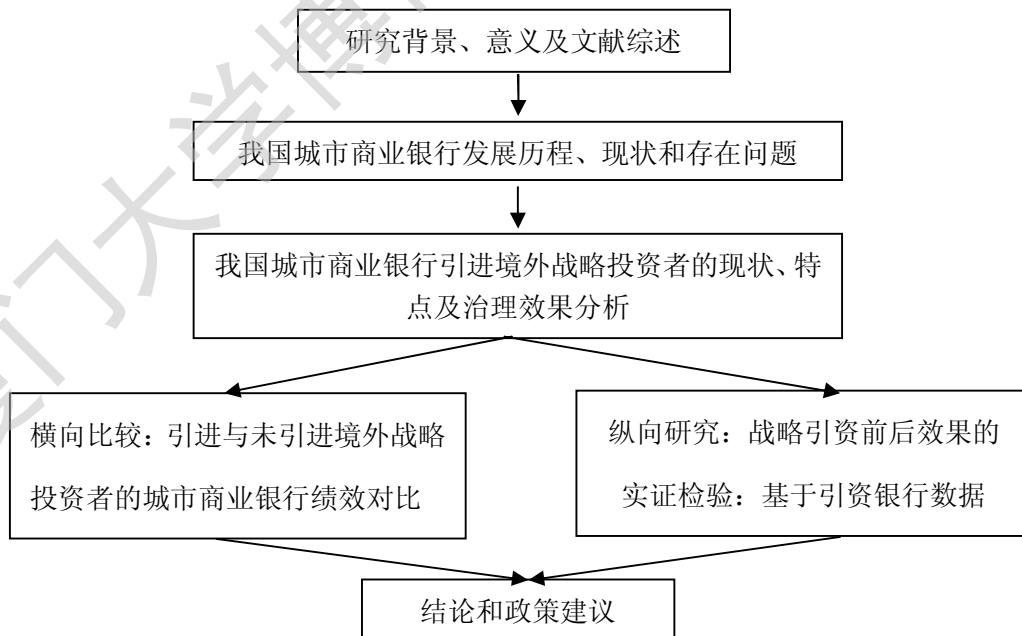 研究背景、意义及文献综述
我国城市商业银行发展历程、现状和存在问题
我国城市商业银行引进境外战略投资者的现状、特
点及治理效果分析
横向比较：引进与未引进境外战略
投资者的城市商业银行绩效对比
纵向研究：战略引资前后效果的
实证检验：基于引资银行数据
结论和政策建议
厦门大学博